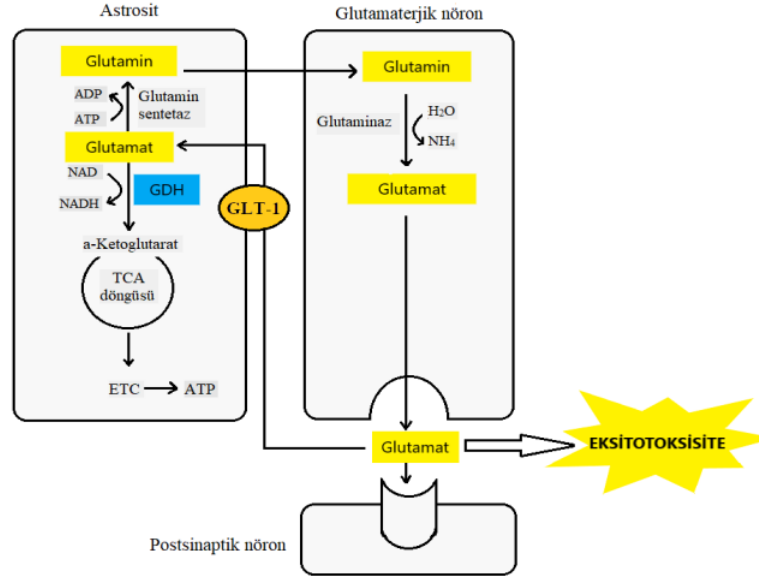 Astrosit
Glutamaterjik nöron
Glutamin
Glutamin
ADP
ATP
Glutamin
sentetaz
Glutaminaz
H₂O
NH₄
Glutamat
NAD
NADH
GDH
GLT-1
Glutamat
a-Ketoglutarat
TCA
döngüsü
ETC
ATP
Glutamat
EKSİTOTOKSİSİTE
Postsinaptik nöron